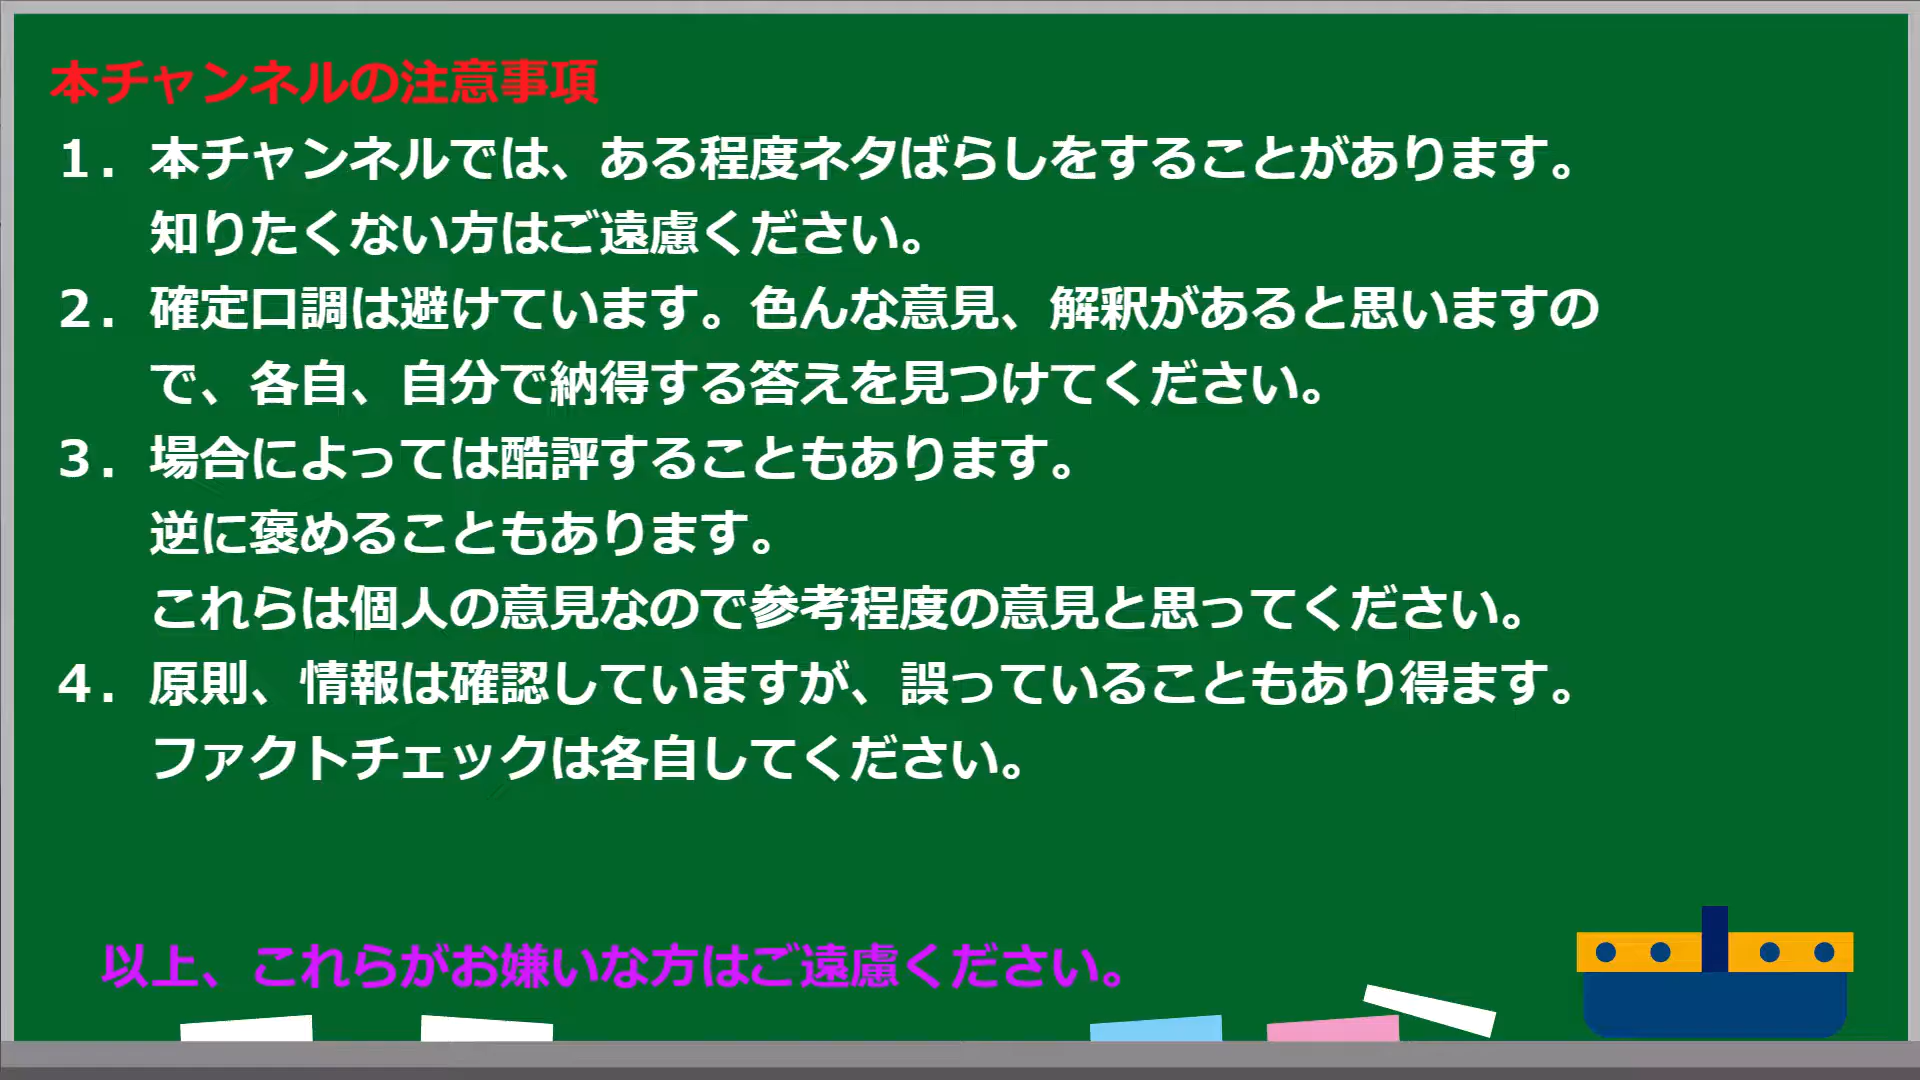 本チャンネルの注意事項
１．本チャンネルでは、ある程度ネタばらしをすることがあります。
知りたくない方はご遠慮ください。
２．確定口調は避けています。色んな意見、解釈があると思いますの
で、各自、自分で納得する答えを見つけてください。
３．場合によっては酷評することもあります。
逆に褒めることもあります。
これらは個人の意見なので参考程度の意見と思ってください。
４．原則、情報は確認していますが、誤っていることもあり得ます。
ファクトチェックは各自してください。
以上、これらがお嫌いな方はご遠慮ください。